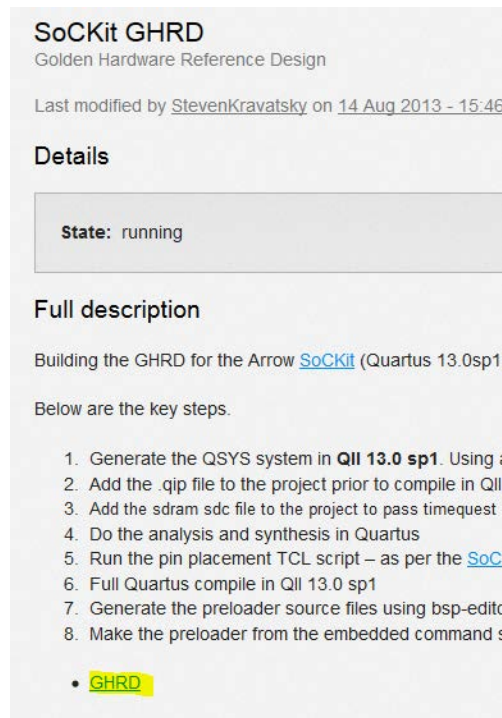 SoCKit GHRD
Golden Hardware Reference Design
Last modified by StevenKravatsky on 14 Aug 2013 - 15:46
Details
State: running
Full description
Building the GHRD for the Arrow SoCKit (Quartus 13.0sp1
Below are the key steps.
1. Generate the QSYS system in QII 13.0 sp1. Using a
2. Add the .qip file to the project prior to compile in QII
3. Add the sdram sdc file to the project to pass timequest
4. Do the analysis and synthesis in Quartus
5. Run the pin placement TCL script – as per the SoC
6. Full Quartus compile in QII 13.0 sp1
7. Generate the preloader source files using bsp-edito
8. Make the preloader from the embedded command s
• GHRD